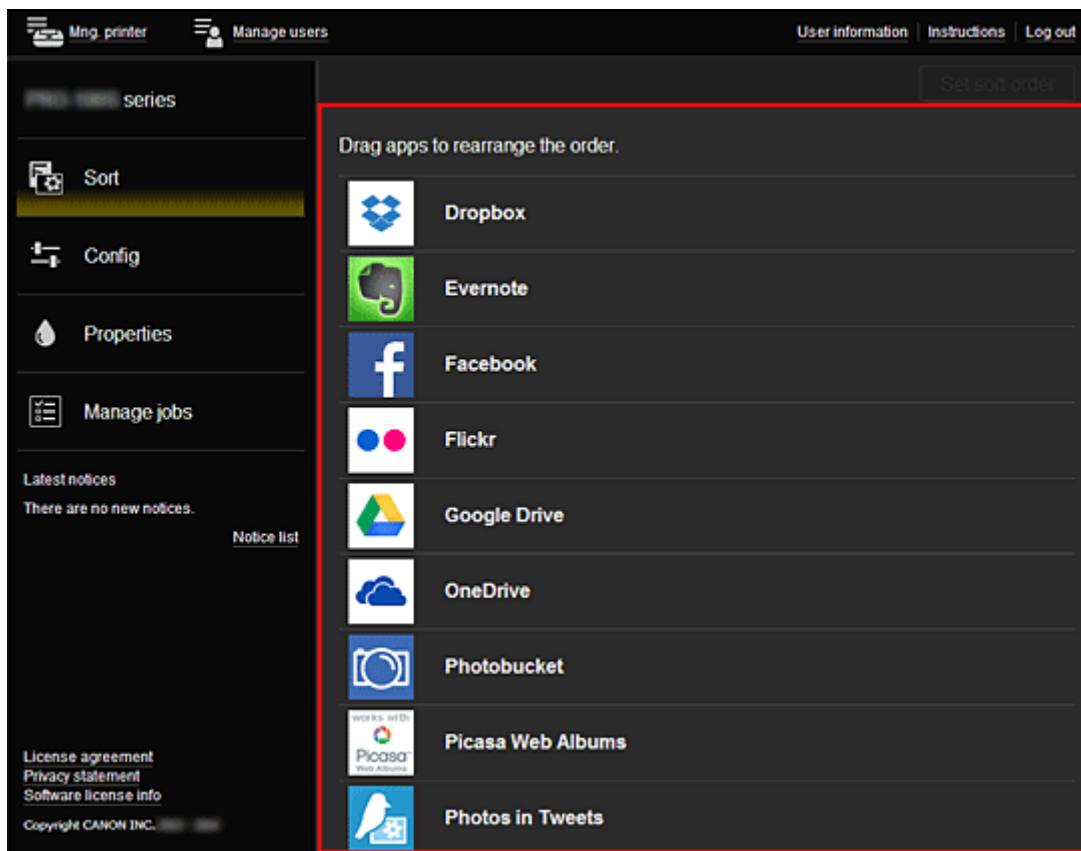 Mng. printer
Manage users
User information
Instructions
Log out
series
Set sort order
Sort
Config
Properties
Manage jobs
Latest notices
There are no new notices.
Notice list
License agreement
Privacy statement
Software license info
Copyright CANON INC.
Drag apps to rearrange the order.
Dropbox
Evernote
f
Facebook
Flickr
Google Drive
OneDrive
Photobucket
works with
Picasa
Web Albums
Picasa Web Albums
Photos in Tweets